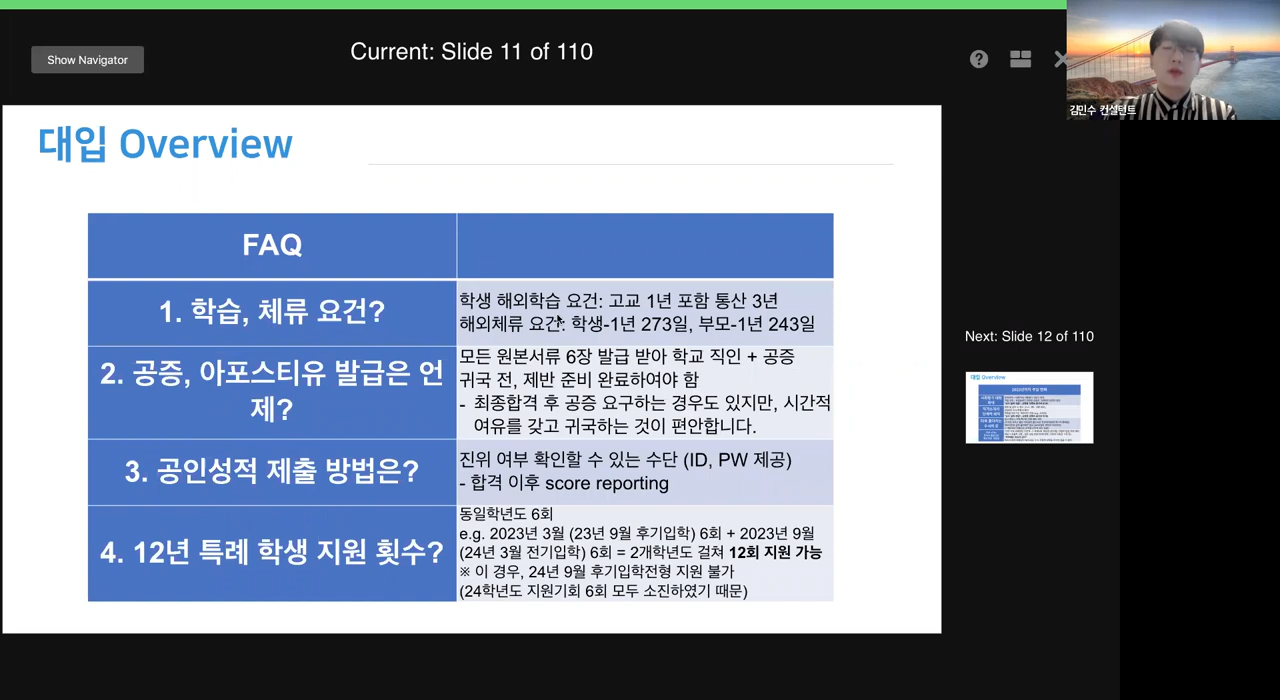 Show Navigator
Current: Slide 11 of 110
김민수 컨설턴트
대입 Overview
FAQ
1. 학습, 체류 요건?
학생 해외학습 요건: 고교 1년 포함 통산 3년
해외체류 요건: 학생-1년 273일, 부모-1년 243일
2. 공증, 아포스티유 발급은 언
제?
모든 원본서류 6장 발급 받아 학교 직인 + 공증
귀국 전, 제반 준비 완료하여야 함
- 최종합격 후 공증 요구하는 경우도 있지만, 시간적
여유를 갖고 귀국하는 것이 편안합니다.
3. 공인성적 제출 방법은?
진위 여부 확인할 수 있는 수단 (ID, PW 제공)
- 합격 이후 score reporting
4. 12년 특례 학생 지원 횟수?
동일학년도 6회
e.g. 2023년 3월 (23년 9월 후기입학) 6회 + 2023년 9월
(24년 3월 전기입학) 6회 = 2개학년도 걸쳐 12회 지원 가능
※ 이 경우, 24년 9월 후기입학전형 지원 불가
(24학년도 지원기회 6회 모두 소진하였기 때문)
Next: Slide 12 of 110
대입 Overview